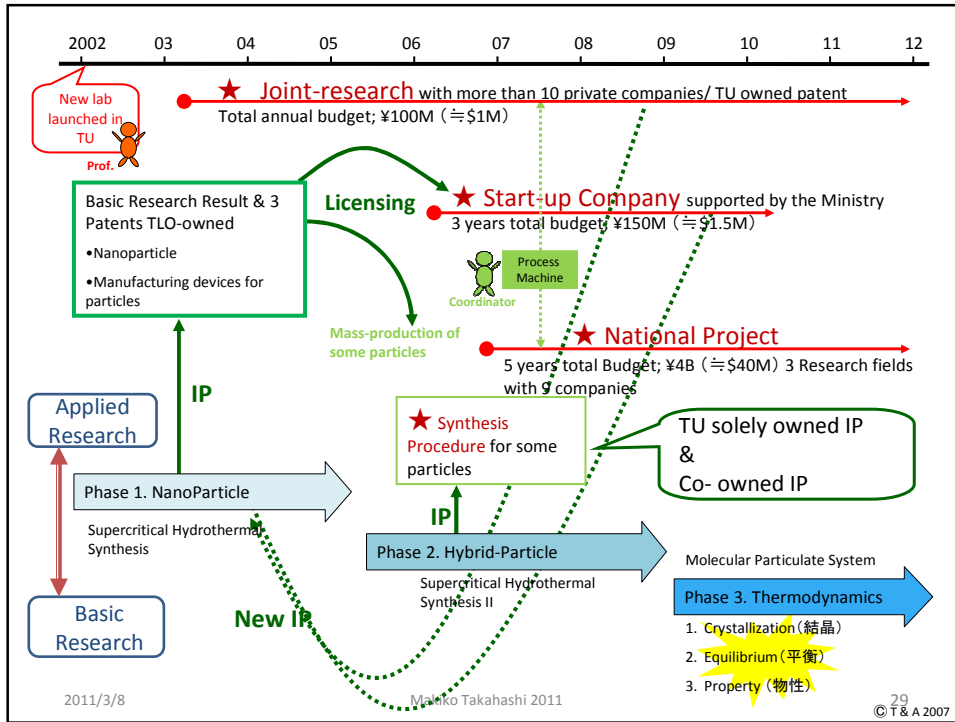 2002 03 04 05 06 07 08 09 10 11 12
New lab
launched in
TU
Prof.
★ Joint-research with more than 10 private companies/ TU owned patent
Total annual budget; ¥100M (≒$1M)
Basic Research Result & 3
Patents TLO-owned
•Nanoparticle
•Manufacturing devices for
particles
Licensing
★ Start-up Company supported by the Ministry
3 years total budget; ¥150M (≒$1.5M)
Process
Machine
Coordinator
Mass-production of
some particles
★ National Project
5 years total Budget; ¥4B (≒$40M) 3 Research fields
with 9 companies
IP
Applied
Research
★ Synthesis
Procedure for some
particles
TU solely owned IP
&
Co- owned IP
Phase 1. NanoParticle
Supercritical Hydrothermal
Synthesis
IP
Phase 2. Hybrid-Particle
Supercritical Hydrothermal
Synthesis II
Molecular Particulate System
Phase 3. Thermodynamics
1. Crystallization(結晶)
2. Equilibrium(平衡)
3. Property (物性)
Basic
Research
New IP
2011/3/8
Makiko Takahashi 2011
29
© T & A 2007